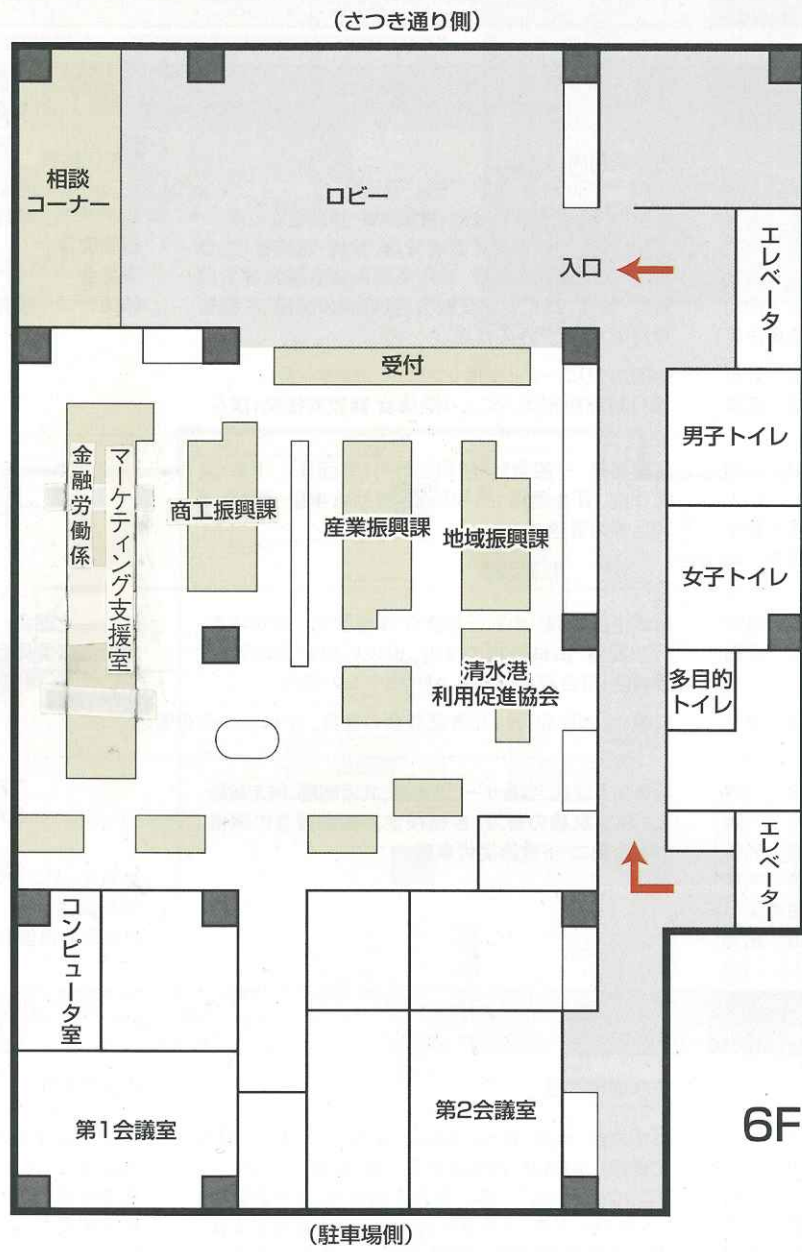 (さつき通り側)
相談
コーナー
ロビー
入口
エレベーター
受付
男子トイレ
金融労働係
マーケティング支援室
商工振興課
産業振興課
地域振興課
女子トイレ
清水港
利用促進協会
多目的
トイレ
エレベーター
コンピュータ室
第1会議室
第2会議室
6F
(駐車場側)